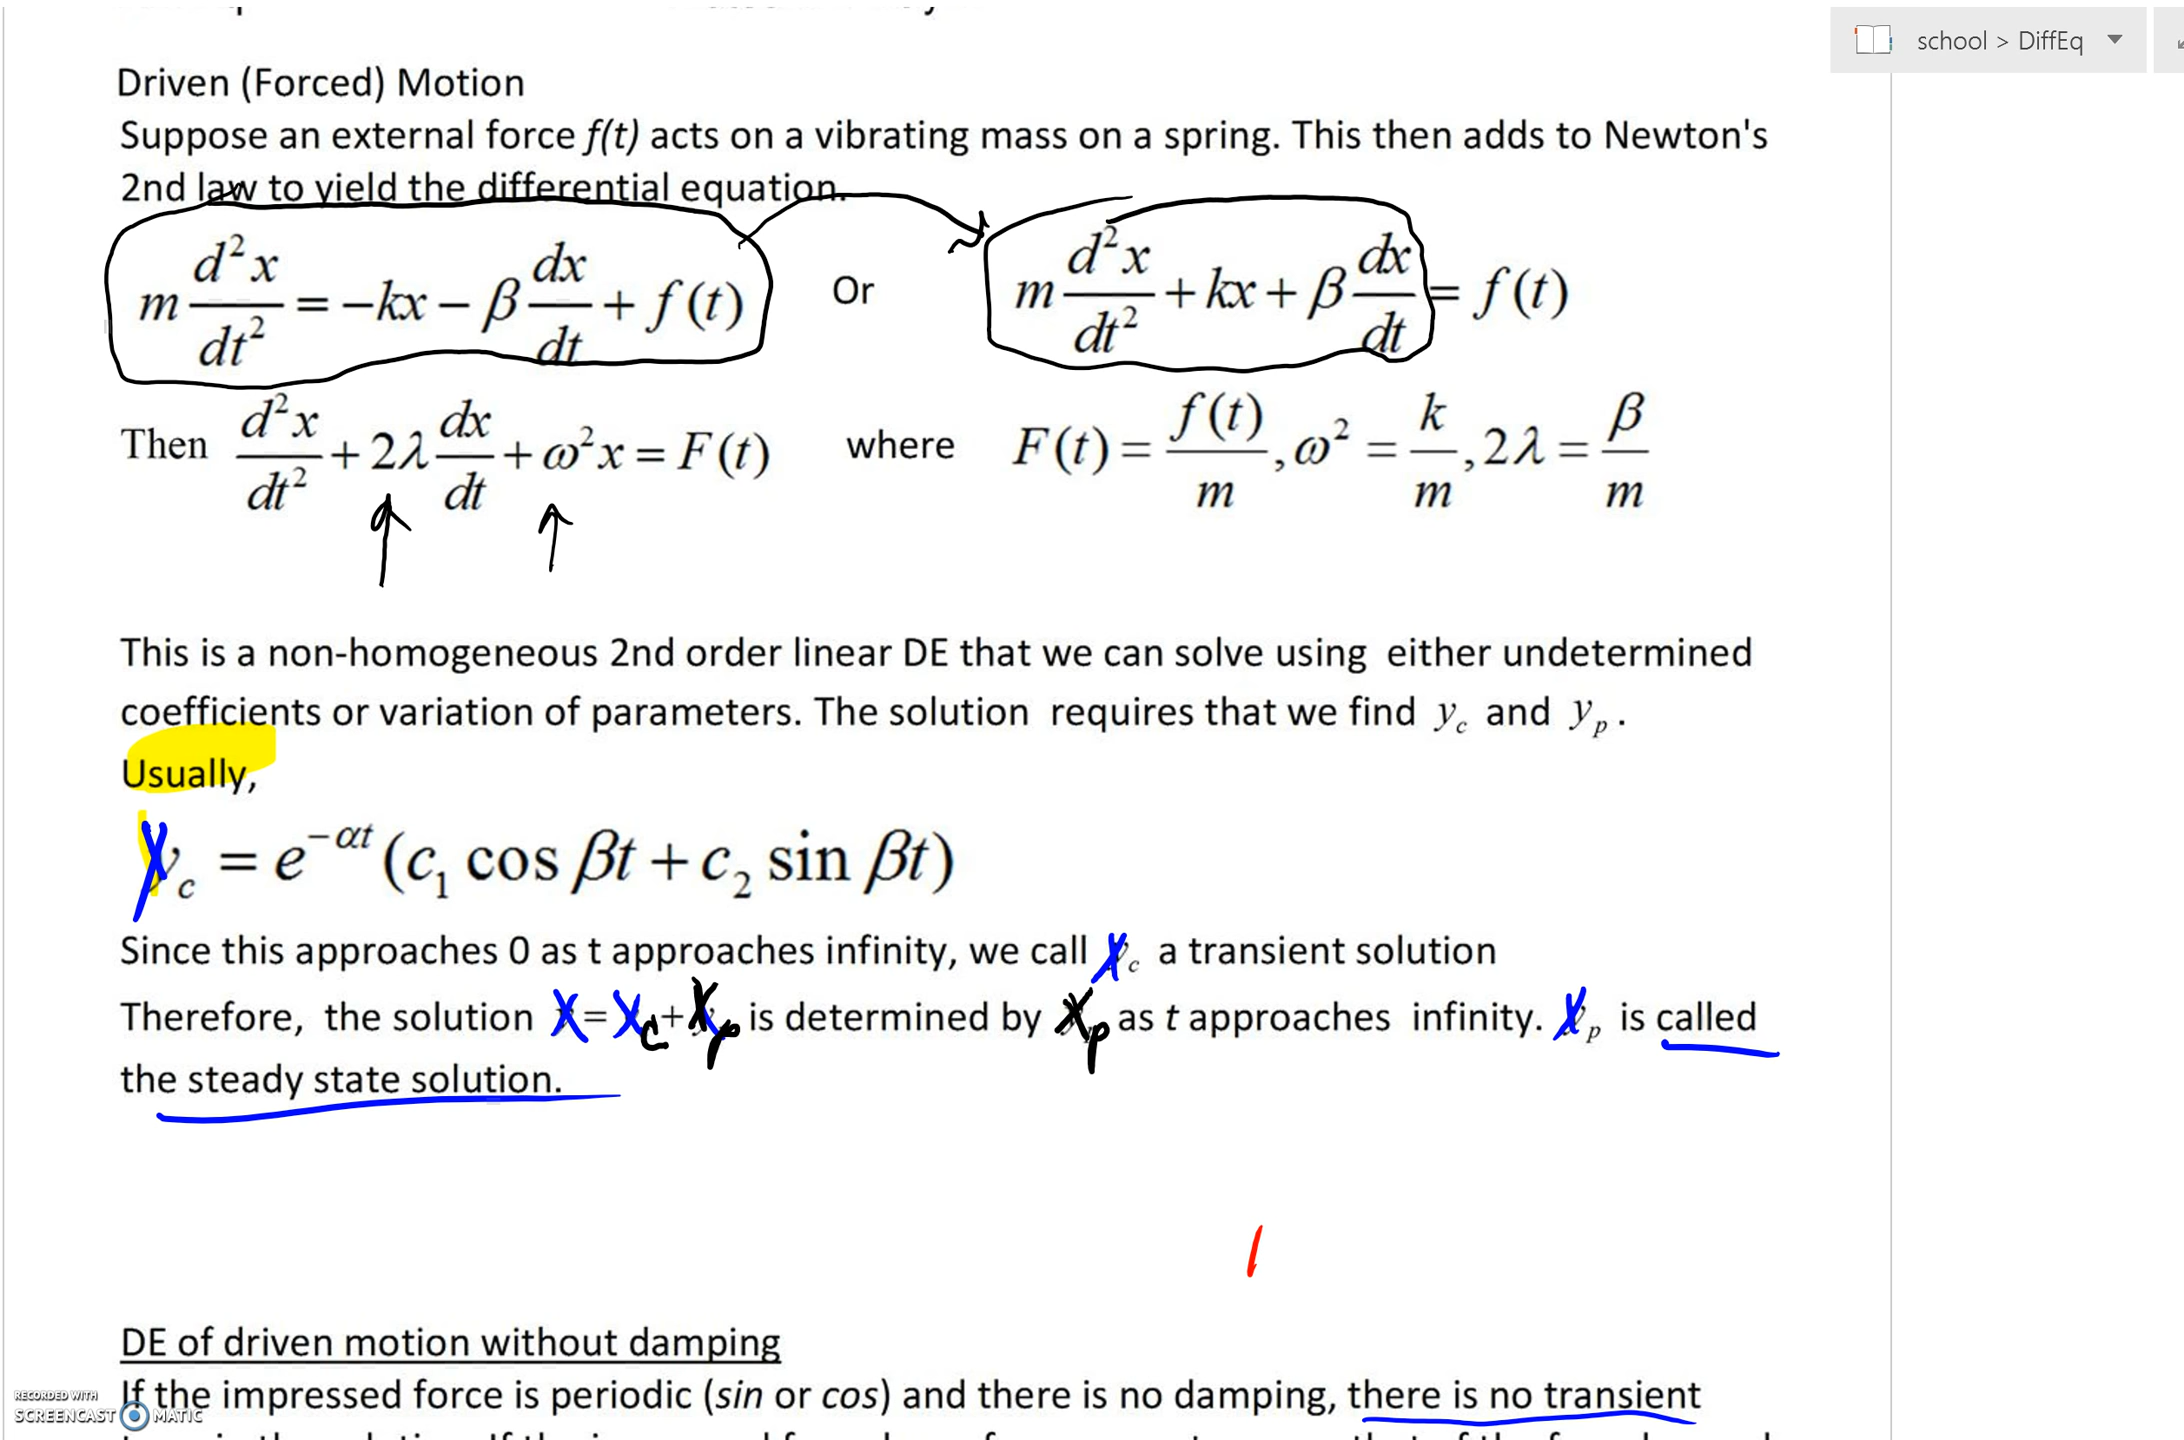 school > DiffEq
Driven (Forced) Motion
Suppose an external force f(t) acts on a vibrating mass on a spring. This then adds to Newton's
2nd law to yield the differential equation.
m d²x/dt² = −kx − β dx/dt + f(t) Or m d²x/dt² + kx + β dx/dt = f(t)
Then d²x/dt² + 2λ dx/dt + ω²x = F(t) where F(t) = f(t)/m , ω² = k/m , 2λ = β/m
This is a non-homogeneous 2nd order linear DE that we can solve using either undetermined
coefficients or variation of parameters. The solution requires that we find y_c and y_p .
Usually,
x_c = e^(−αt) (c₁ cos βt + c₂ sin βt)
Since this approaches 0 as t approaches infinity, we call x_c a transient solution
Therefore, the solution x = x_c + x_p is determined by x_p as t approaches infinity. x_p is called
the steady state solution.
DE of driven motion without damping
If the impressed force is periodic (sin or cos) and there is no damping, there is no transient
RECORDED WITH
SCREENCAST MATIC